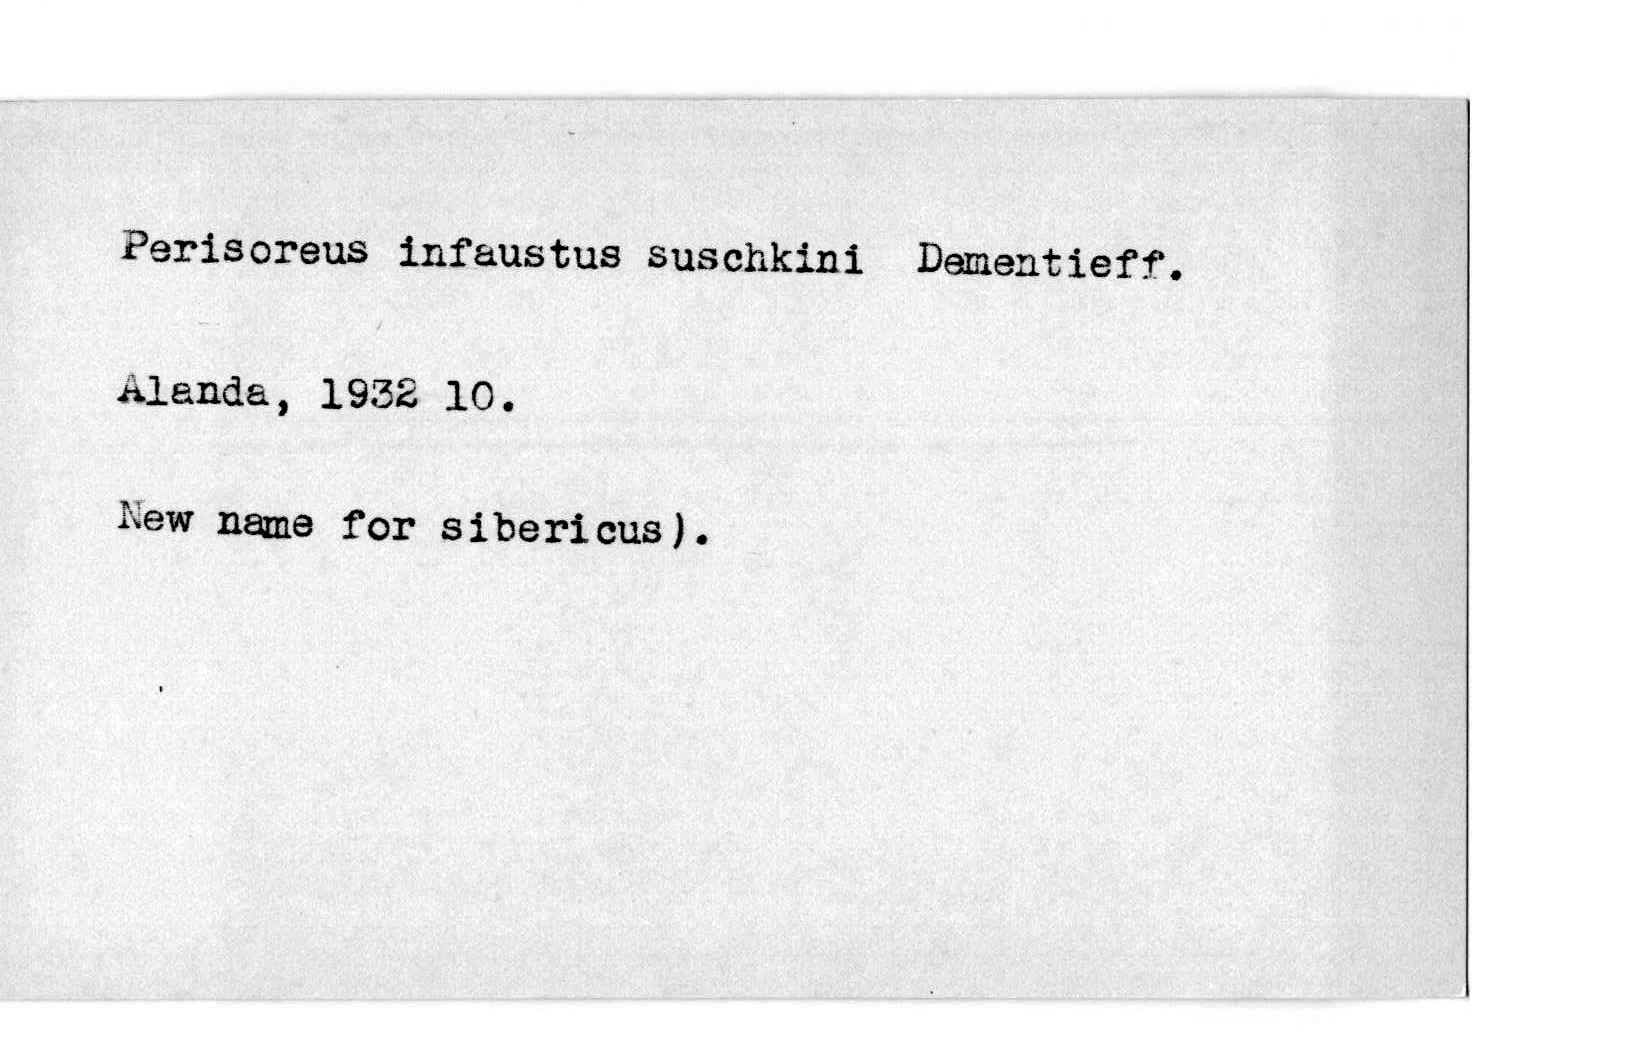 Perisoreus infaustus suschkini Dementieff.
Alanda, 1932 10.
New name for sibericus).